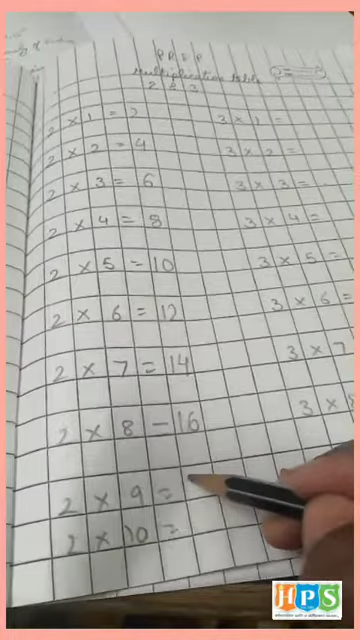 Multiplication table
2 & 3
2 × 1 = 2
3 × 1 =
2 × 2 = 4
3 × 2 =
2 × 3 = 6
3 × 3 =
2 × 4 = 8
3 × 4 =
2 × 5 = 10
3 × 5 =
2 × 6 = 12
3 × 6 =
2 × 7 = 14
3 × 7
2 × 8 - 16
3 × 8
2 × 9 =
2 × 10 =
HPS